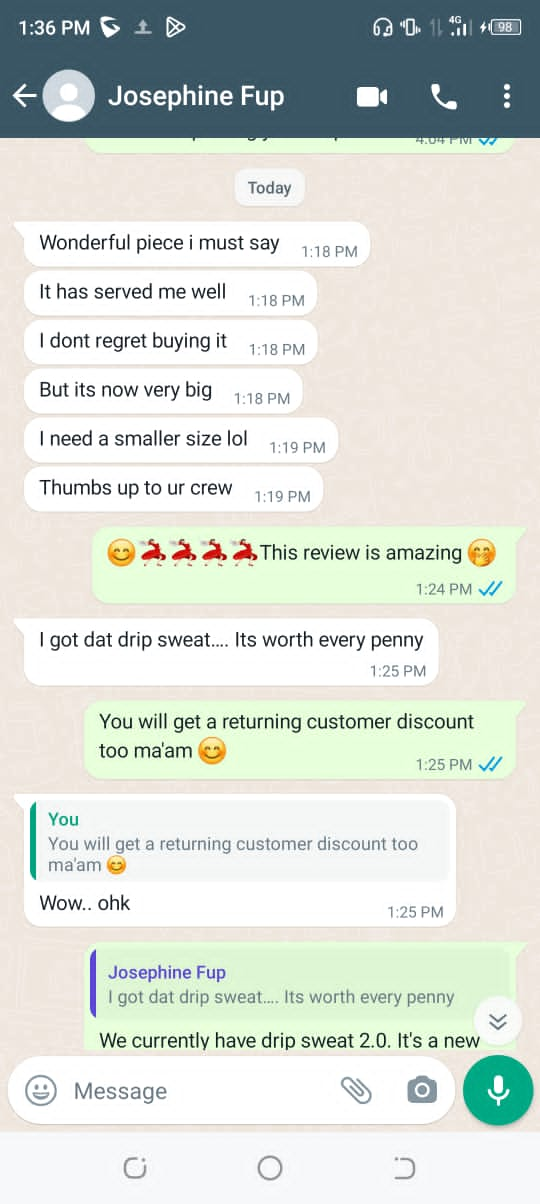 1:36 PM
4G
98
Josephine Fup
4:04 PM
Today
Wonderful piece i must say
1:18 PM
It has served me well
1:18 PM
I dont regret buying it
1:18 PM
But its now very big
1:18 PM
I need a smaller size lol
1:19 PM
Thumbs up to ur crew
1:19 PM
😊💃💃💃💃This review is amazing 🤭
1:24 PM
I got dat drip sweat.... Its worth every penny
1:25 PM
You will get a returning customer discount
too ma'am 😊
1:25 PM
You
You will get a returning customer discount too
ma'am 😊
Wow.. ohk
1:25 PM
Josephine Fup
I got dat drip sweat.... Its worth every penny
We currently have drip sweat 2.0. It's a new
Message